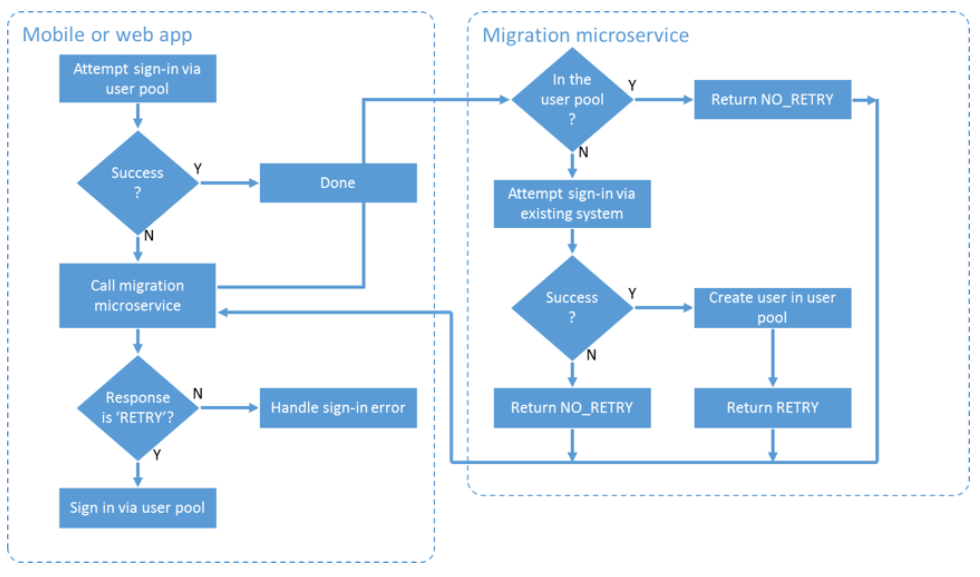 Mobile or web app
Attempt sign-in via
user pool
Success
?
Y
Done
N
Call migration
microservice
Response
is 'RETRY'?
N
Handle sign-in error
Y
Sign in via user pool
Migration microservice
In the
user pool
?
Y
Return NO_RETRY
N
Attempt sign-in via
existing system
Success
?
Y
Create user in user
pool
N
Return NO_RETRY
Return RETRY